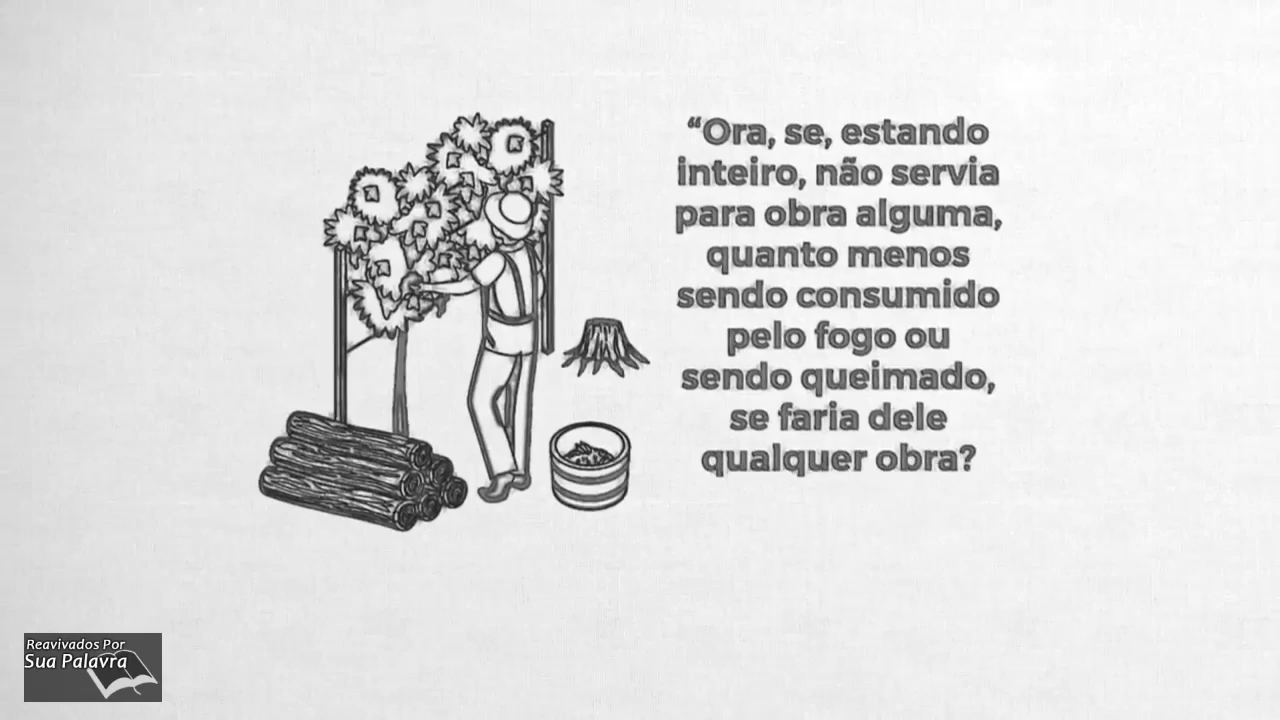 “Ora, se, estando
inteiro, não servia
para obra alguma,
quanto menos
sendo consumido
pelo fogo ou
sendo queimado,
se faria dele
qualquer obra?
Reavivados Por
Sua Palavra